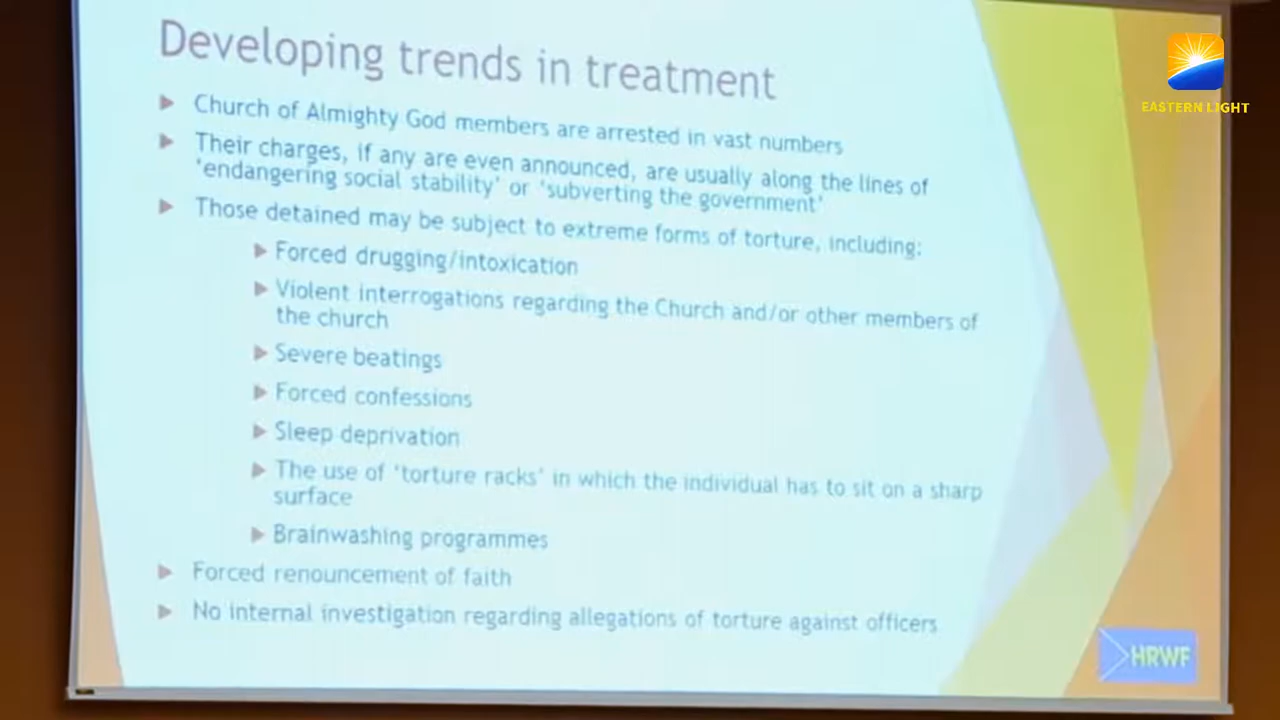 Developing trends in treatment
EASTERN LIGHT
Church of Almighty God members are arrested in vast numbers
Their charges, if any are even announced, are usually along the lines of
'endangering social stability' or 'subverting the government'
Those detained may be subject to extreme forms of torture, including:
Forced drugging/intoxication
Violent interrogations regarding the Church and/or other members of
the church
Severe beatings
Forced confessions
Sleep deprivation
The use of 'torture racks' in which the individual has to sit on a sharp
surface
Brainwashing programmes
Forced renouncement of faith
No internal investigation regarding allegations of torture against officers
HRWF